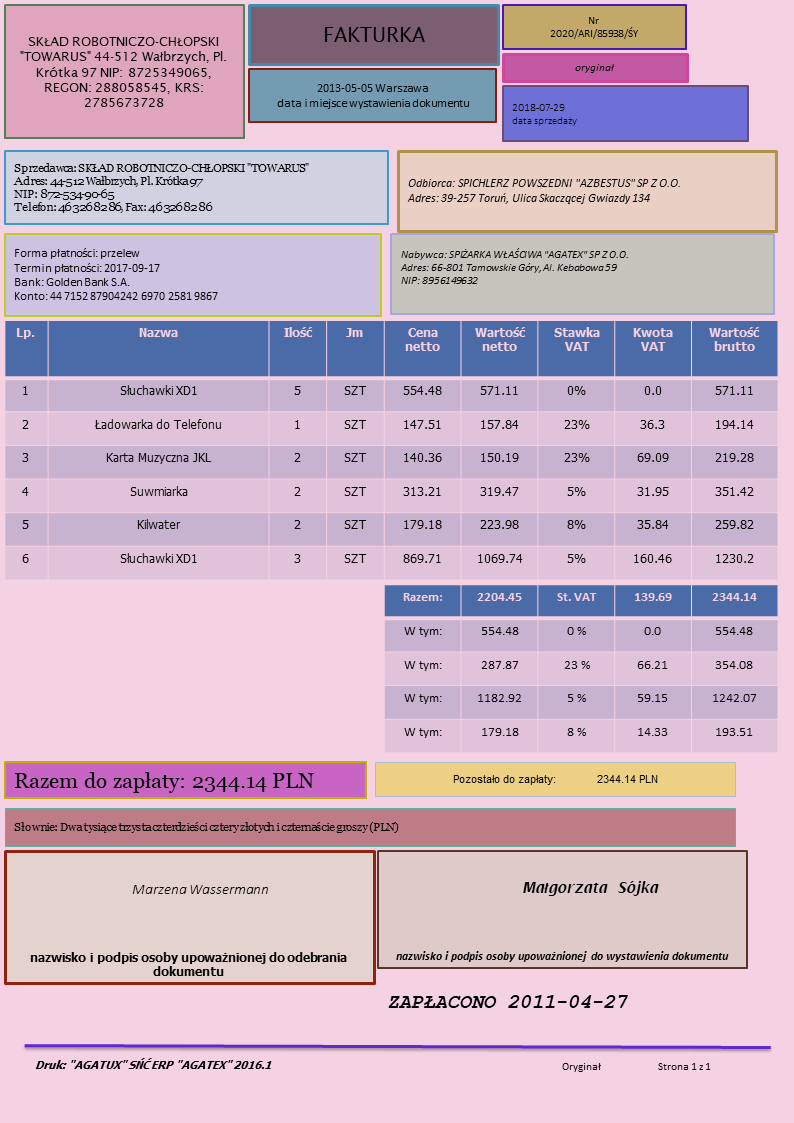 SKŁAD ROBOTNICZO-CHŁOPSKI
"TOWARUS" 44-512 Wałbrzych, Pl.
Krótka 97 NIP: 8725349065,
REGON: 288058545, KRS:
2785673728
FAKTURKA
2013-05-05 Warszawa
data i miejsce wystawienia dokumentu
Nr
2020/ARI/85938/ŚY
oryginał
2018-07-29
data sprzedaży
Sprzedawca: SKŁAD ROBOTNICZO-CHŁOPSKI "TOWARUS"
Adres: 44-512 Wałbrzych, Pl. Krótka 97
NIP: 872-534-90-65
Telefon: 463268286, Fax: 463268286
Odbiorca: SPICHLERZ POWSZEDNI "AZBESTUS" SP Z O.O.
Adres: 39-257 Toruń, Ulica Skaczącej Gwiazdy 134
Forma płatności: przelew
Termin płatności: 2017-09-17
Bank: Golden Bank S.A.
Konto: 44 7152 87904242 6970 2581 9867
Nabywca: SPIŻARKA WŁAŚCIWA "AGATEX" SP Z O.O.
Adres: 66-801 Tarnowskie Góry, Al. Kebabowa 59
NIP: 8956149632
Lp. Nazwa Ilość Jm Cena netto Wartość netto Stawka VAT Kwota VAT Wartość brutto
1 Słuchawki XD1 5 SZT 554.48 571.11 0% 0.0 571.11
2 Ładowarka do Telefonu 1 SZT 147.51 157.84 23% 36.3 194.14
3 Karta Muzyczna JKL 2 SZT 140.36 150.19 23% 69.09 219.28
4 Suwmiarka 2 SZT 313.21 319.47 5% 31.95 351.42
5 Kilwater 2 SZT 179.18 223.98 8% 35.84 259.82
6 Słuchawki XD1 3 SZT 869.71 1069.74 5% 160.46 1230.2
Razem: 2204.45 St. VAT 139.69 2344.14
W tym: 554.48 0 % 0.0 554.48
W tym: 287.87 23 % 66.21 354.08
W tym: 1182.92 5 % 59.15 1242.07
W tym: 179.18 8 % 14.33 193.51
Razem do zapłaty: 2344.14 PLN
Pozostało do zapłaty: 2344.14 PLN
Słownie: Dwa tysiące trzysta czterdzieści cztery złotych i czternaście groszy (PLN)
Marzena Wassermann
nazwisko i podpis osoby upoważnionej do odebrania
dokumentu
Małgorzata Sójka
nazwisko i podpis osoby upoważnionej do wystawienia dokumentu
ZAPŁACONO 2011-04-27
Druk: "AGATUX" SŃĆ ERP "AGATEX" 2016.1
Oryginał Strona 1 z 1